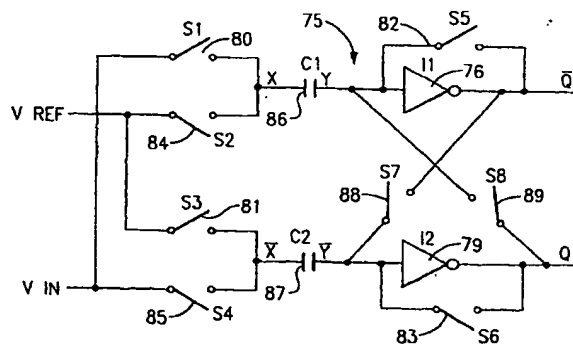 S1
80
75
82
S5
X
C1
Y
I1
76
Q̅
86
V REF
84
S2
S7
S8
S3
81
88
89
X̅
C2
Y̅
I2
79
Q
V IN
85
S4
87
83
S6